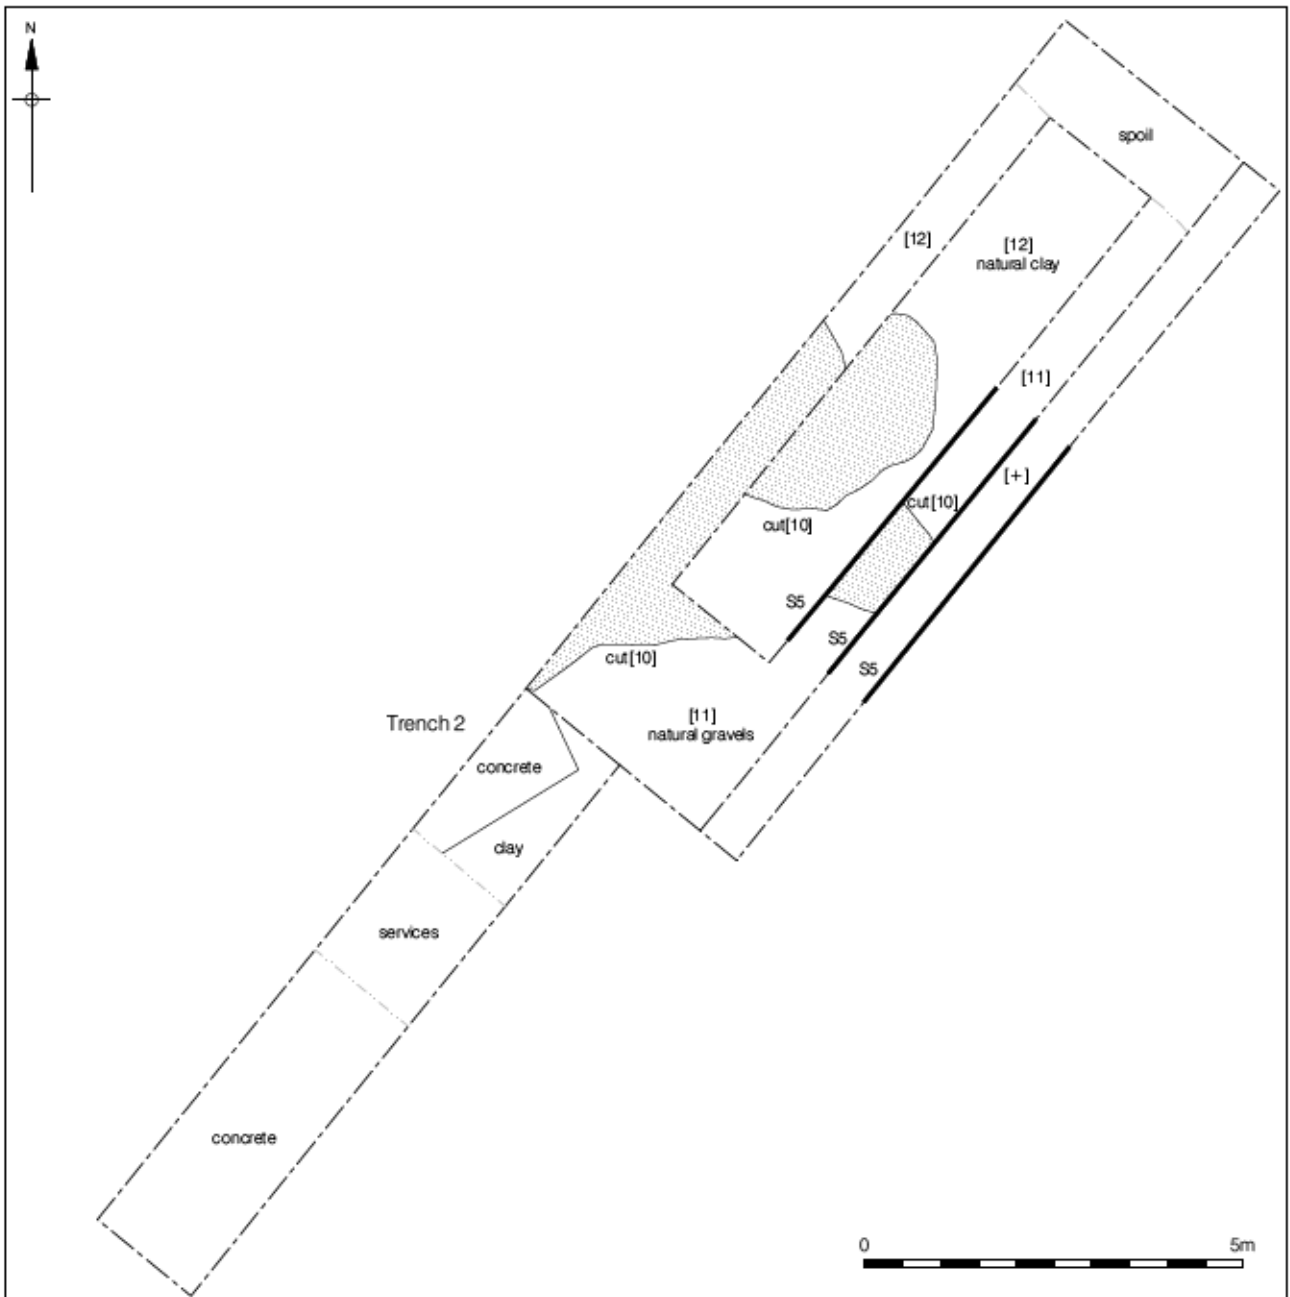 N
spoil
[12]
[12]
natural clay
[11]
[+]
cut[10]
cut[10]
S5
S5
cut[10]
S5
[11]
natural gravels
Trench 2
concrete
clay
services
concrete
0
5m